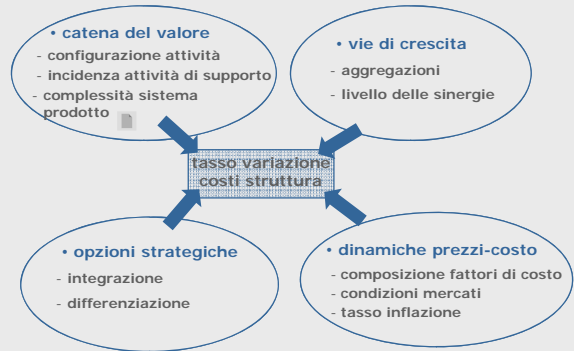 • catena del valore
- configurazione attività
- incidenza attività di supporto
- complessità sistema
prodotto
• vie di crescita
- aggregazioni
- livello delle sinergie
tasso variazione
costi struttura
• opzioni strategiche
- integrazione
- differenziazione
• dinamiche prezzi-costo
- composizione fattori di costo
- condizioni mercati
- tasso inflazione